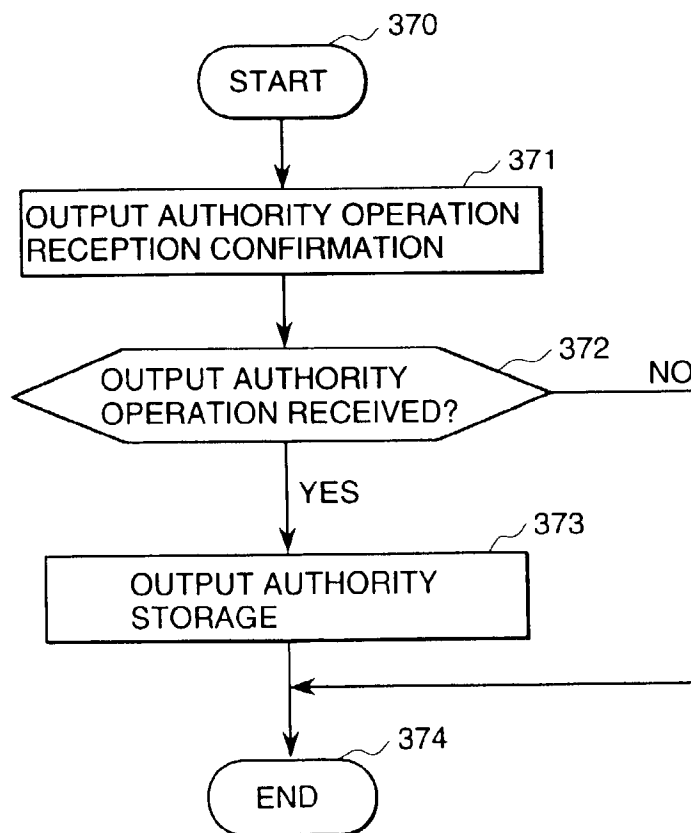 370
START
371
OUTPUT AUTHORITY OPERATION
RECEPTION CONFIRMATION
372
OUTPUT AUTHORITY
OPERATION RECEIVED?
NO
YES
373
OUTPUT AUTHORITY
STORAGE
374
END